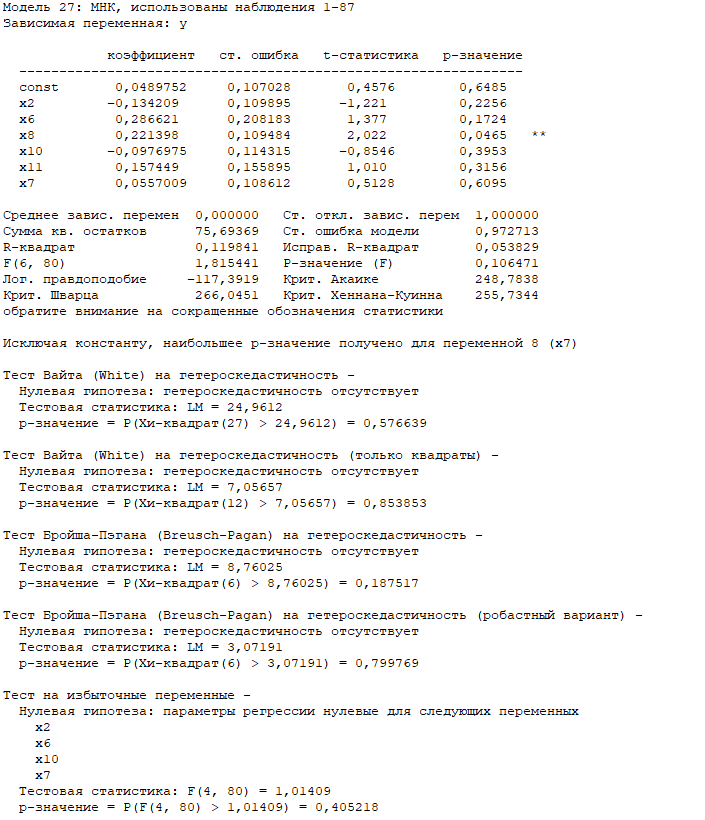 Модель 27: МНК, использованы наблюдения 1-87
Зависимая переменная: y
коэффициент ст. ошибка t-статистика p-значение
---------------------------------------------------------------
const 0,0489752 0,107028 0,4576 0,6485
x2 -0,134209 0,109895 -1,221 0,2256
x6 0,286621 0,208183 1,377 0,1724
x8 0,221398 0,109484 2,022 0,0465 **
x10 -0,0976975 0,114315 -0,8546 0,3953
x11 0,157449 0,155895 1,010 0,3156
x7 0,0557009 0,108612 0,5128 0,6095
Среднее завис. перемен 0,000000 Ст. откл. завис. перем 1,000000
Сумма кв. остатков 75,69369 Ст. ошибка модели 0,972713
R-квадрат 0,119841 Исправ. R-квадрат 0,053829
F(6, 80) 1,815441 P-значение (F) 0,106471
Лог. правдоподобие -117,3919 Крит. Акаике 248,7838
Крит. Шварца 266,0451 Крит. Хеннана-Куинна 255,7344
обратите внимание на сокращенные обозначения статистики
Исключая константу, наибольшее p-значение получено для переменной 8 (x7)
Тест Вайта (White) на гетероскедастичность -
Нулевая гипотеза: гетероскедастичность отсутствует
Тестовая статистика: LM = 24,9612
p-значение = P(Хи-квадрат(27) > 24,9612) = 0,576639
Тест Вайта (White) на гетероскедастичность (только квадраты) -
Нулевая гипотеза: гетероскедастичность отсутствует
Тестовая статистика: LM = 7,05657
p-значение = P(Хи-квадрат(12) > 7,05657) = 0,853853
Тест Бройша-Пэгана (Breusch-Pagan) на гетероскедастичность -
Нулевая гипотеза: гетероскедастичность отсутствует
Тестовая статистика: LM = 8,76025
p-значение = P(Хи-квадрат(6) > 8,76025) = 0,187517
Тест Бройша-Пэгана (Breusch-Pagan) на гетероскедастичность (робастный вариант) -
Нулевая гипотеза: гетероскедастичность отсутствует
Тестовая статистика: LM = 3,07191
p-значение = P(Хи-квадрат(6) > 3,07191) = 0,799769
Тест на избыточные переменные -
Нулевая гипотеза: параметры регрессии нулевые для следующих переменных
x2
x6
x10
x7
Тестовая статистика: F(4, 80) = 1,01409
p-значение = P(F(4, 80) > 1,01409) = 0,405218